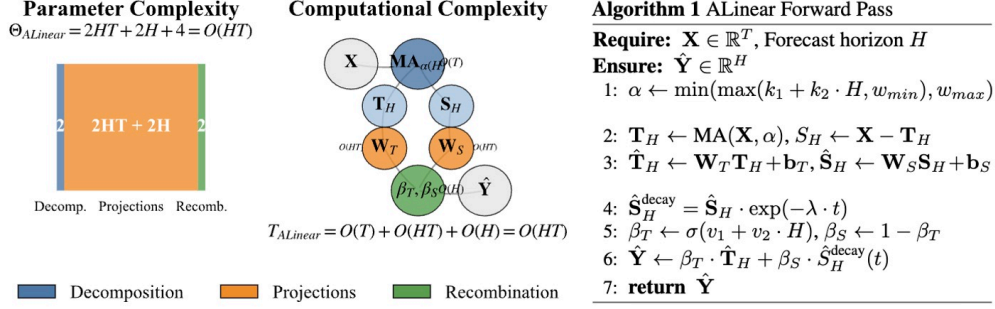 Parameter Complexity
Θ_ALinear = 2HT + 2H + 4 = O(HT)
2
2HT + 2H
2
Decomp. Projections Recomb.
Computational Complexity
X
MA_α(H)
O(T)
T_H
S_H
O(HT)
W_T
W_S
O(HT)
β_T, β_S
O(H)
Ŷ
T_ALinear = O(T) + O(HT) + O(H) = O(HT)
Decomposition Projections Recombination
Algorithm 1 ALinear Forward Pass
Require: X ∈ ℝ^T, Forecast horizon H
Ensure: Ŷ ∈ ℝ^H
1: α ← min(max(k₁ + k₂ · H, w_min), w_max)
2: T_H ← MA(X, α), S_H ← X − T_H
3: T̂_H ← W_T T_H + b_T, Ŝ_H ← W_S S_H + b_S
4: Ŝ_H^decay = Ŝ_H · exp(−λ · t)
5: β_T ← σ(v₁ + v₂ · H), β_S ← 1 − β_T
6: Ŷ ← β_T · T̂_H + β_S · Ŝ_H^decay(t)
7: return Ŷ